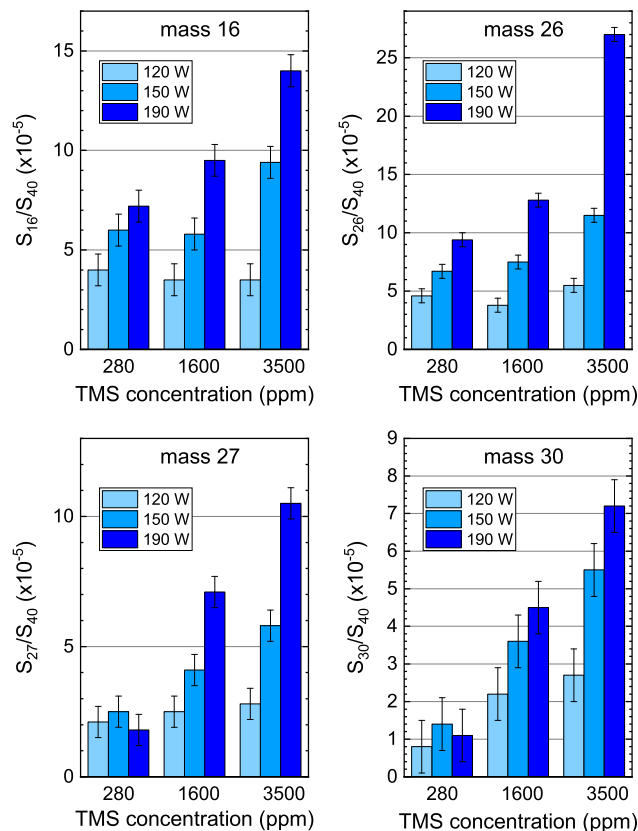 mass 16
120 W
150 W
190 W
S16/S40 (x10-5)
15
10
5
0
280 1600 3500
TMS concentration (ppm)
mass 26
120 W
150 W
190 W
S26/S40 (x10-5)
25
20
15
10
5
0
280 1600 3500
TMS concentration (ppm)
mass 27
120 W
150 W
190 W
S27/S40 (x10-5)
10
5
0
280 1600 3500
TMS concentration (ppm)
mass 30
120 W
150 W
190 W
S30/S40 (x10-5)
9
8
7
6
5
4
3
2
1
0
280 1600 3500
TMS concentration (ppm)